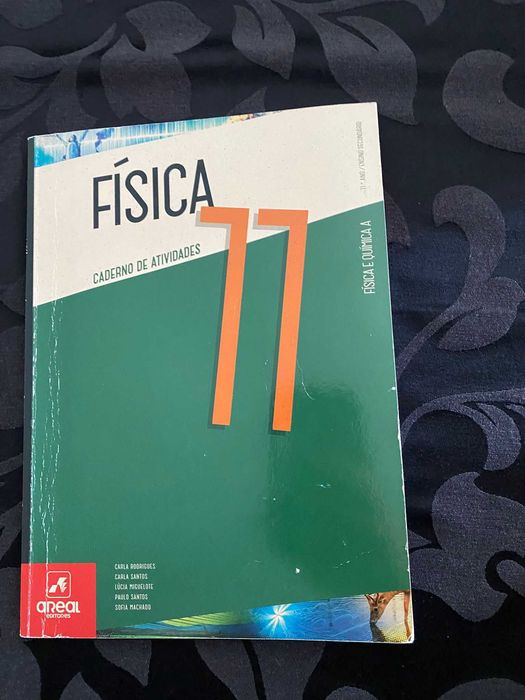 FÍSICA
11
CADERNO DE ATIVIDADES
11.º ANO / ENSINO SECUNDÁRIO
FÍSICA E QUÍMICA A
CARLA RODRIGUES
CARLA SANTOS
LÚCIA MIGUELOTE
PAULO SANTOS
SOFIA MACHADO
areal
EDITORES